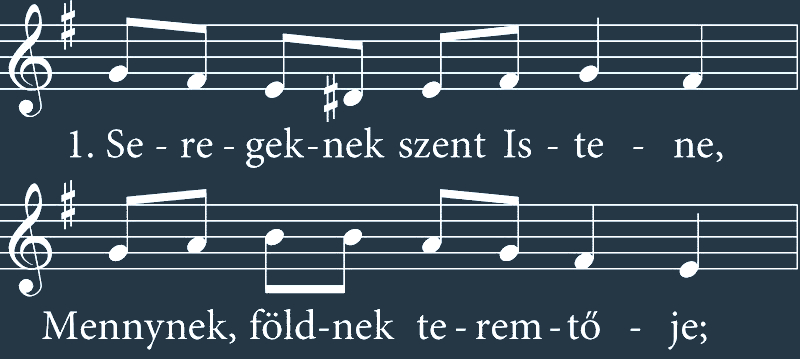 1. Se - re - gek-nek szent Is - te - ne,
Mennynek, föld-nek te - rem - tő - je;